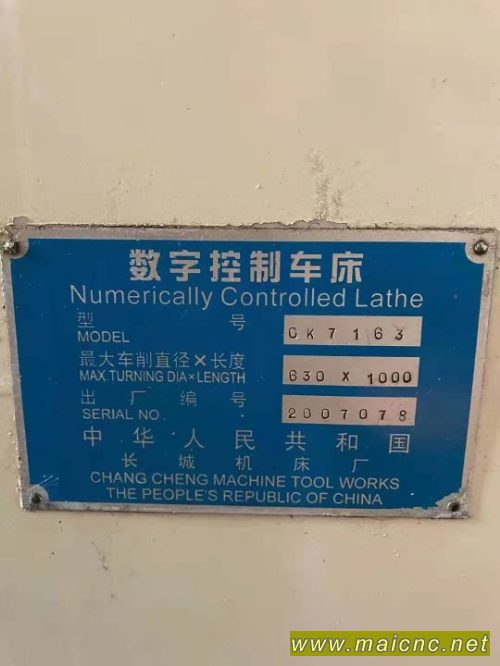 数字控制车床
Numerically Controlled Lathe
型 号 CK7163
MODEL
最大车削直径×长度 630 X 1000
MAX.TURNING DIA×LENGTH
出厂编号 2007078
SERIAL NO.
中华人民共和国
长城机床厂
CHANG CHENG MACHINE TOOL WORKS
THE PEOPLE'S REPUBLIC OF CHINA
www.maicnc.net